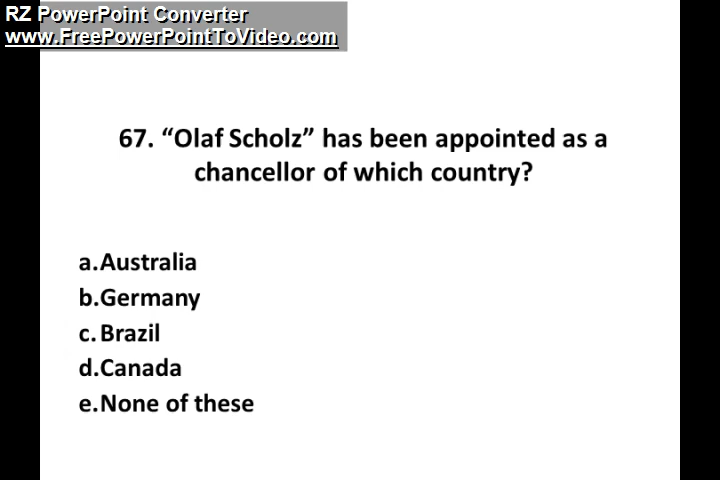 RZ PowerPoint Converter
www.FreePowerPointToVideo.com
67. “Olaf Scholz” has been appointed as a
chancellor of which country?
a.Australia
b.Germany
c. Brazil
d.Canada
e.None of these